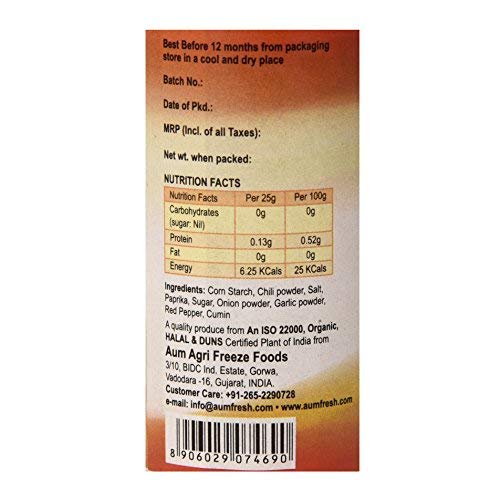 Best Before 12 months from packaging
store in a cool and dry place
Batch No.:
Date of Pkd.:
MRP (Incl. of all Taxes):
Net wt. when packed:
NUTRITION FACTS
Nutrition Facts Per 25g Per 100g
Carbohydrates 0g 0g
(sugar: Nil)
Protein 0.13g 0.52g
Fat 0g 0g
Energy 6.25 KCals 25 KCals
Ingredients: Corn Starch, Chili powder, Salt,
Paprika, Sugar, Onion powder, Garlic powder,
Red Pepper, Cumin
A quality produce from An ISO 22000, Organic,
HALAL & DUNS Certified Plant of India from
Aum Agri Freeze Foods
3/10, BIDC Ind. Estate, Gorwa,
Vadodara -16, Gujarat, INDIA.
Customer Care: +91-265-2290728
e-mail: info@aumfresh.com - www.aumfresh.com
8 906029 074690